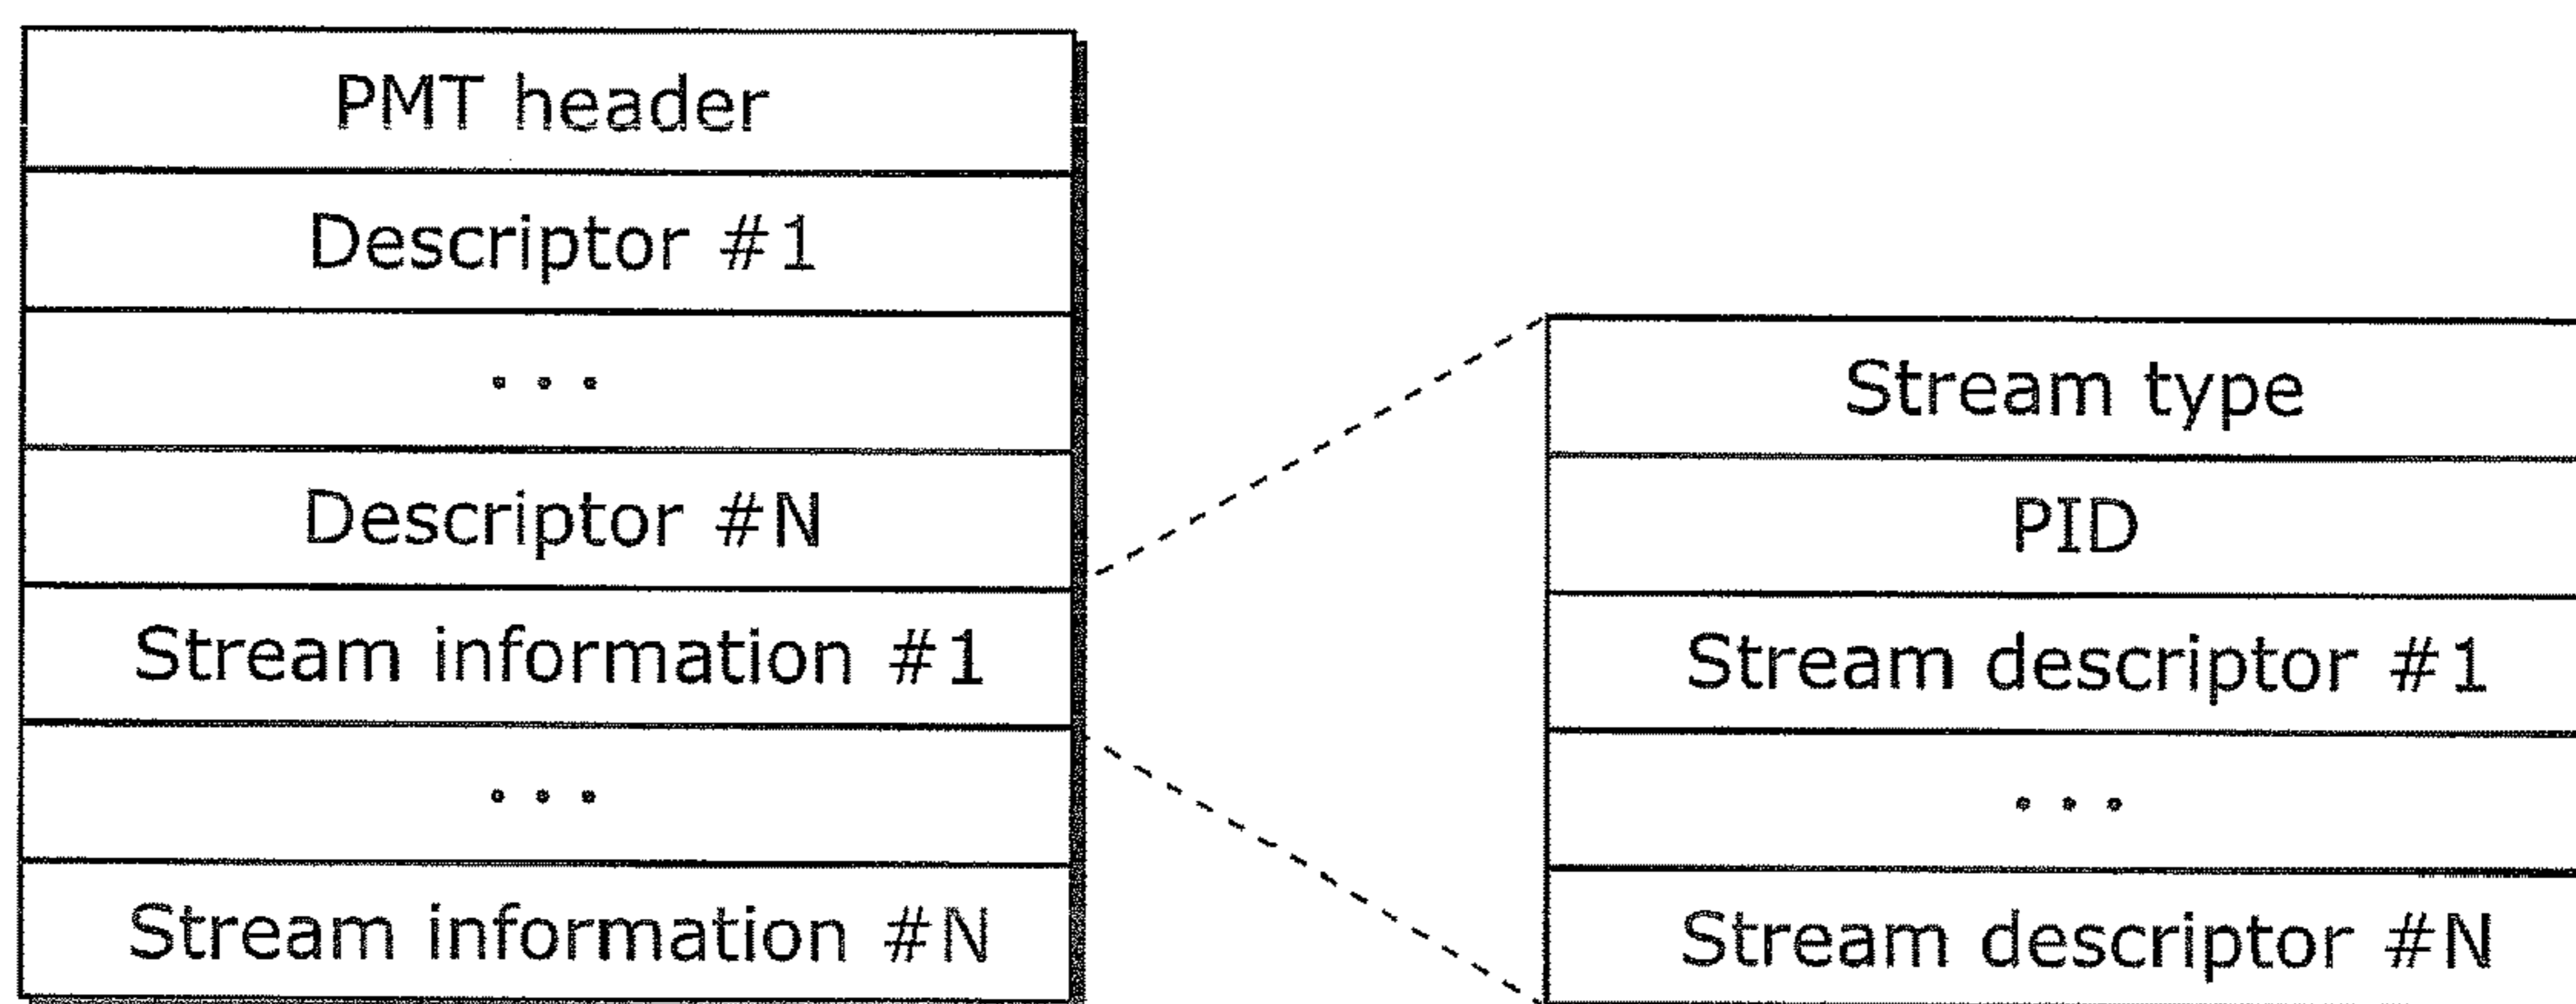 PMT header
Descriptor #1
...
Descriptor #N
Stream information #1
...
Stream information #N
Stream type
PID
Stream descriptor #1
...
Stream descriptor #N